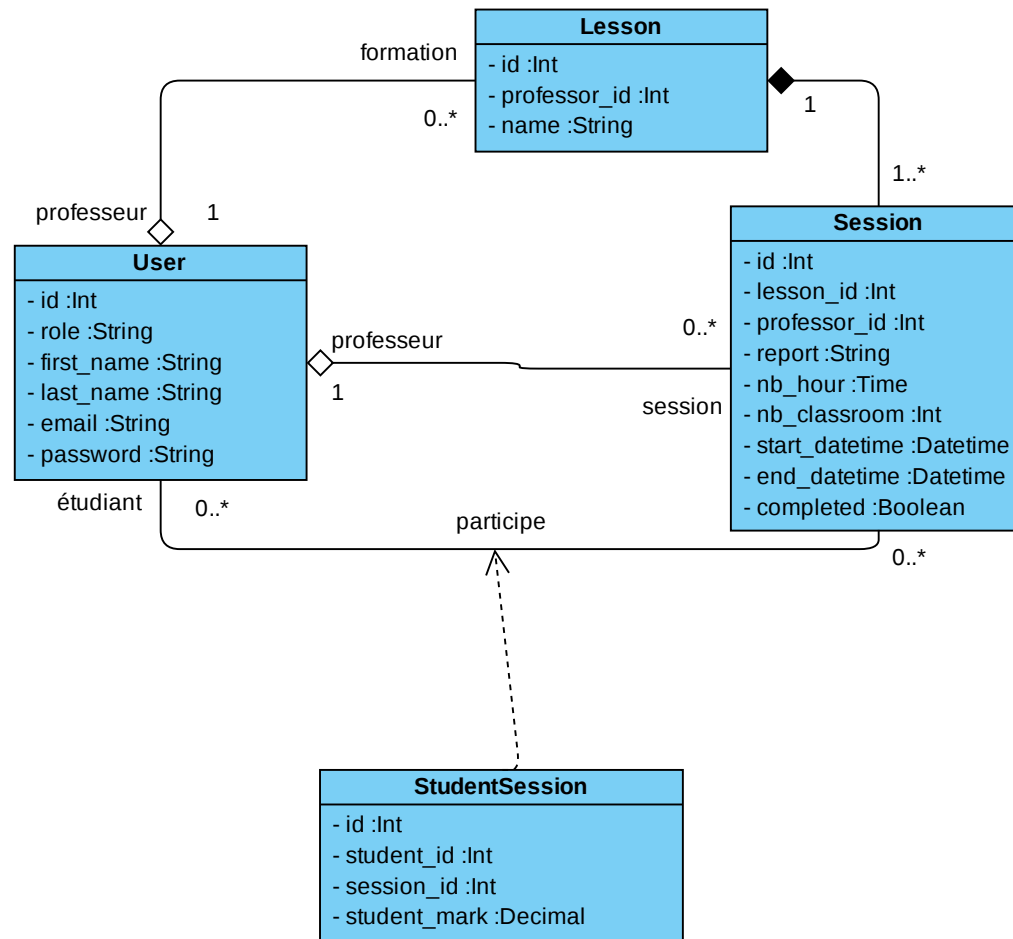 Lesson
- id :Int
- professor_id :Int
- name :String
formation
0..*
1
1..*
professeur
1
User
- id :Int
- role :String
- first_name :String
- last_name :String
- email :String
- password :String
professeur
1
0..*
session
Session
- id :Int
- lesson_id :Int
- professor_id :Int
- report :String
- nb_hour :Time
- nb_classroom :Int
- start_datetime :Datetime
- end_datetime :Datetime
- completed :Boolean
étudiant
0..*
participe
0..*
StudentSession
- id :Int
- student_id :Int
- session_id :Int
- student_mark :Decimal